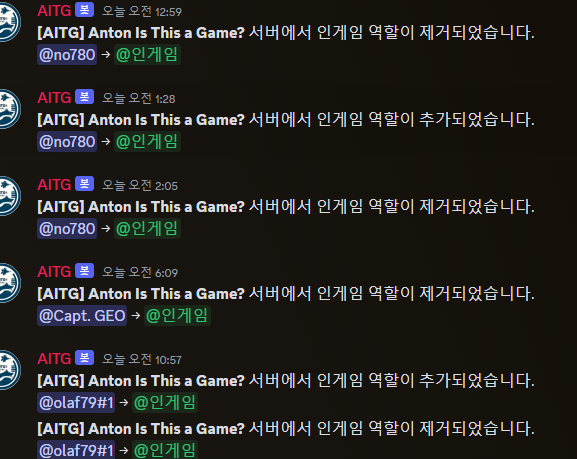 AITG 봇 오늘 오전 12:59
[AITG] Anton Is This a Game? 서버에서 인게임 역할이 제거되었습니다.
@no780 → @인게임
AITG 봇 오늘 오전 1:28
[AITG] Anton Is This a Game? 서버에서 인게임 역할이 추가되었습니다.
@no780 → @인게임
AITG 봇 오늘 오전 2:05
[AITG] Anton Is This a Game? 서버에서 인게임 역할이 제거되었습니다.
@no780 → @인게임
AITG 봇 오늘 오전 6:09
[AITG] Anton Is This a Game? 서버에서 인게임 역할이 제거되었습니다.
@Capt. GEO → @인게임
AITG 봇 오늘 오전 10:57
[AITG] Anton Is This a Game? 서버에서 인게임 역할이 추가되었습니다.
@olaf79#1 → @인게임
[AITG] Anton Is This a Game? 서버에서 인게임 역할이 제거되었습니다.
@olaf79#1 → @인게임